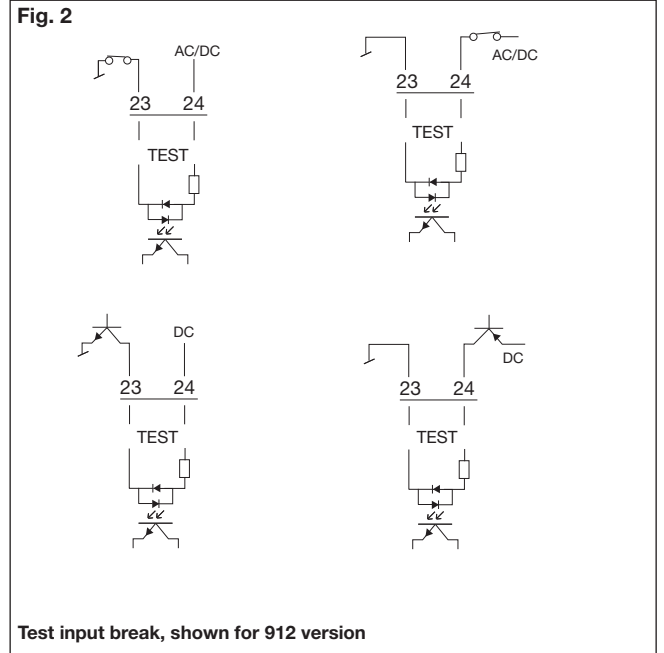 Fig. 2
AC/DC
23 24
TEST
AC/DC
23 24
TEST
DC
23 24
TEST
DC
23 24
TEST
Test input break, shown for 912 version